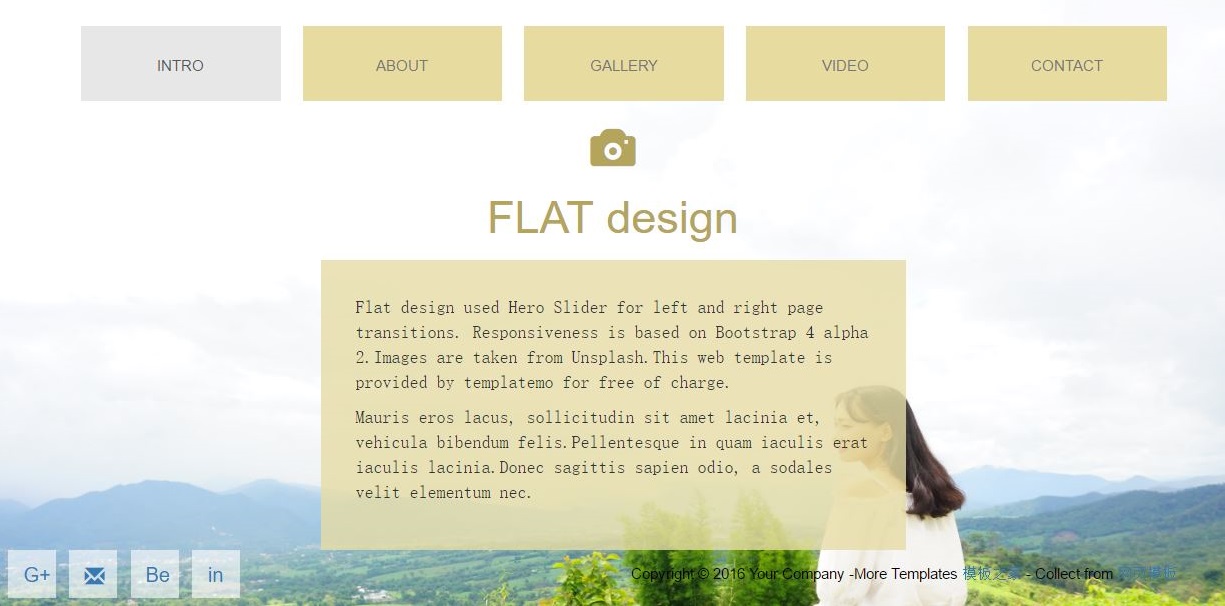 INTRO
ABOUT
GALLERY
VIDEO
CONTACT
FLAT design
Flat design used Hero Slider for left and right page
transitions. Responsiveness is based on Bootstrap 4 alpha
2.Images are taken from Unsplash.This web template is
provided by templatemo for free of charge.
Mauris eros lacus, sollicitudin sit amet lacinia et,
vehicula bibendum felis.Pellentesque in quam iaculis erat
iaculis lacinia.Donec sagittis sapien odio, a sodales
velit elementum nec.
G+
Be
in
Copyright © 2016 Your Company -More Templates 模板之家 - Collect from